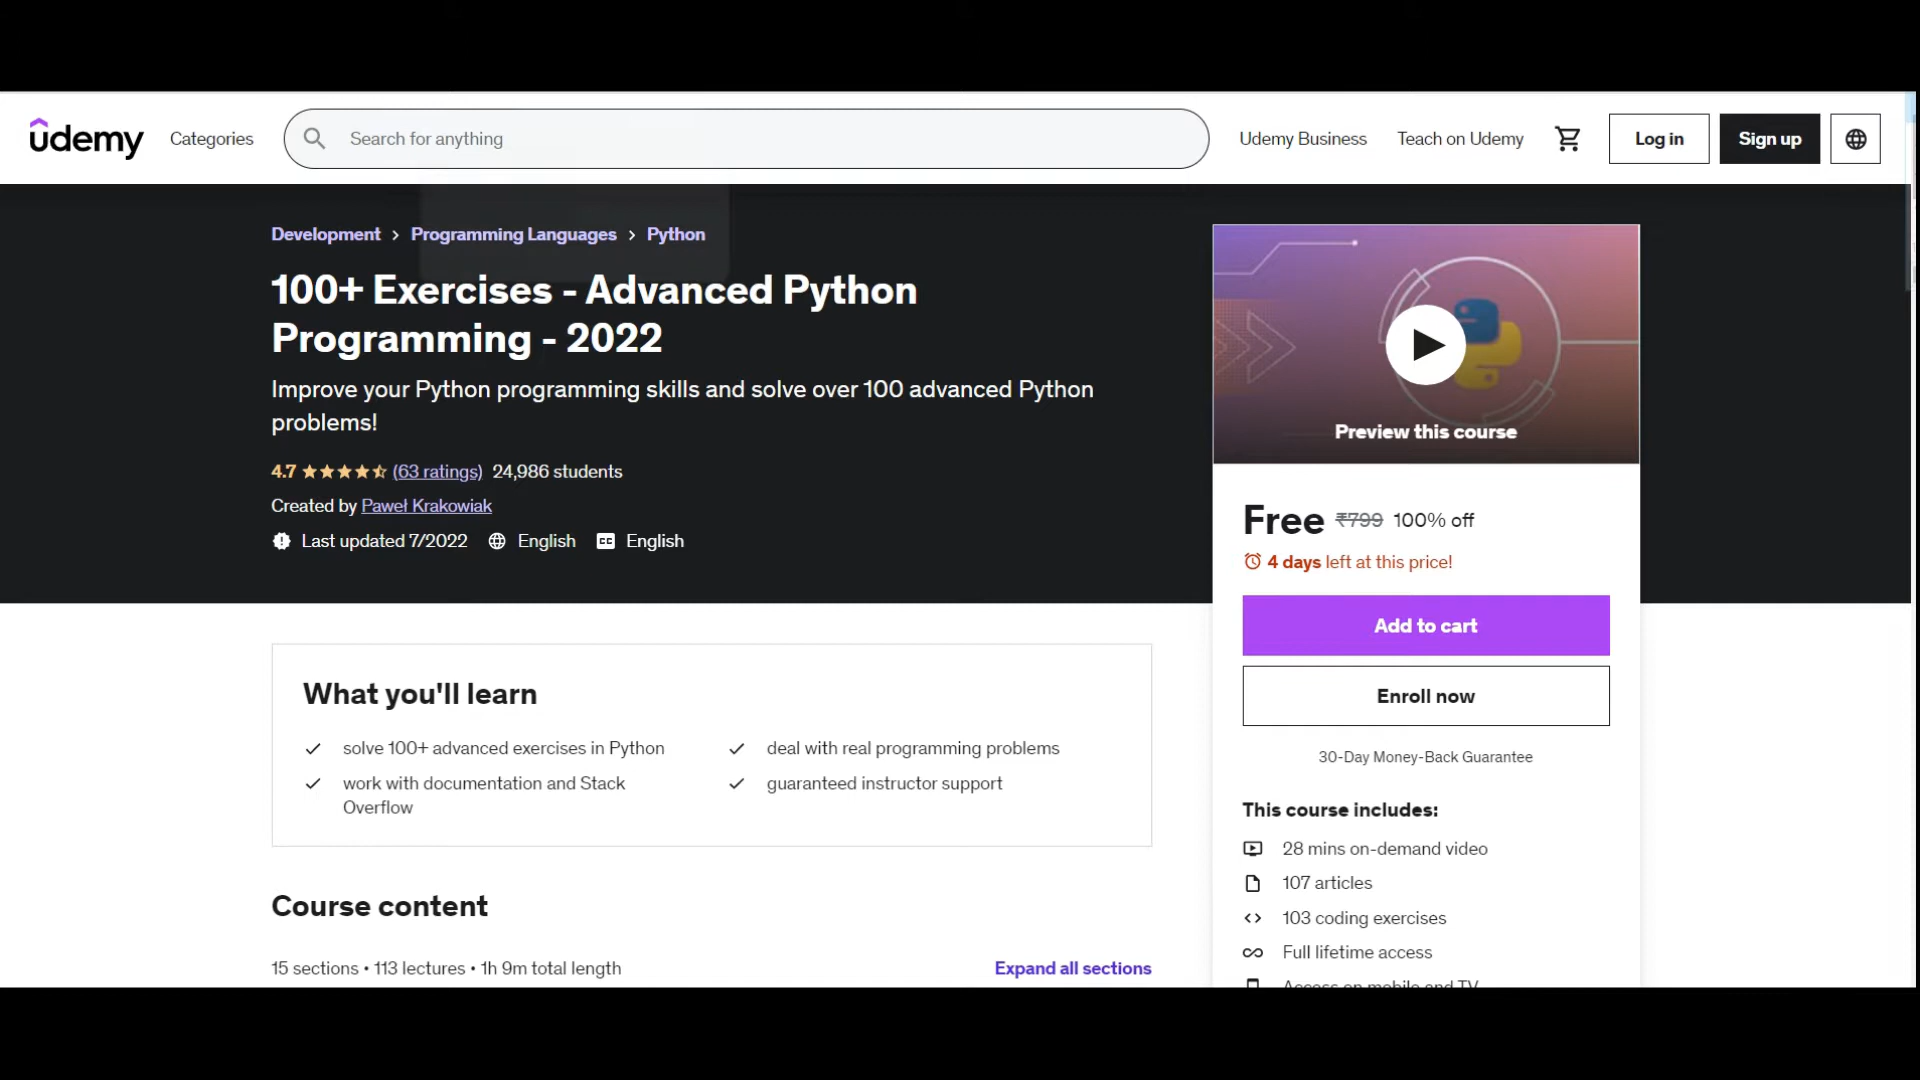 udemy
Categories
Search for anything
Udemy Business
Teach on Udemy
Log in
Sign up
Development › Programming Languages › Python
100+ Exercises - Advanced Python
Programming - 2022
Improve your Python programming skills and solve over 100 advanced Python
problems!
4.7 (63 ratings) 24,986 students
Created by Paweł Krakowiak
Last updated 7/2022 English CC English
What you'll learn
solve 100+ advanced exercises in Python
work with documentation and Stack
Overflow
deal with real programming problems
guaranteed instructor support
Course content
15 sections • 113 lectures • 1h 9m total length
Expand all sections
Preview this course
Free ₹799 100% off
4 days left at this price!
Add to cart
Enroll now
30-Day Money-Back Guarantee
This course includes:
28 mins on-demand video
107 articles
103 coding exercises
Full lifetime access
Access on mobile and TV